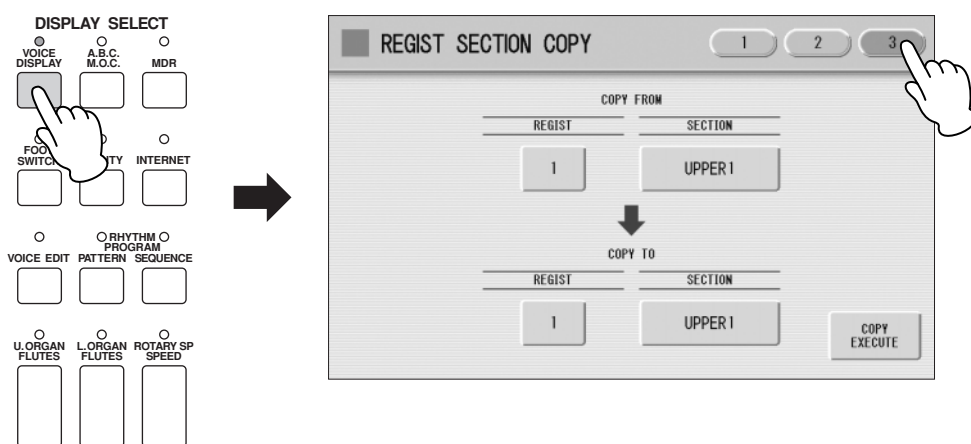 DISPLAY SELECT
VOICE DISPLAY
A.B.C. M.O.C.
MDR
INTERNET
VOICE EDIT
RHYTHM PROGRAM
PATTERN
SEQUENCE
U.ORGAN FLUTES
L.ORGAN FLUTES
ROTARY SP SPEED
REGIST SECTION COPY
1
2
3
COPY FROM
REGIST
SECTION
1
UPPER1
COPY TO
REGIST
SECTION
1
UPPER1
COPY EXECUTE